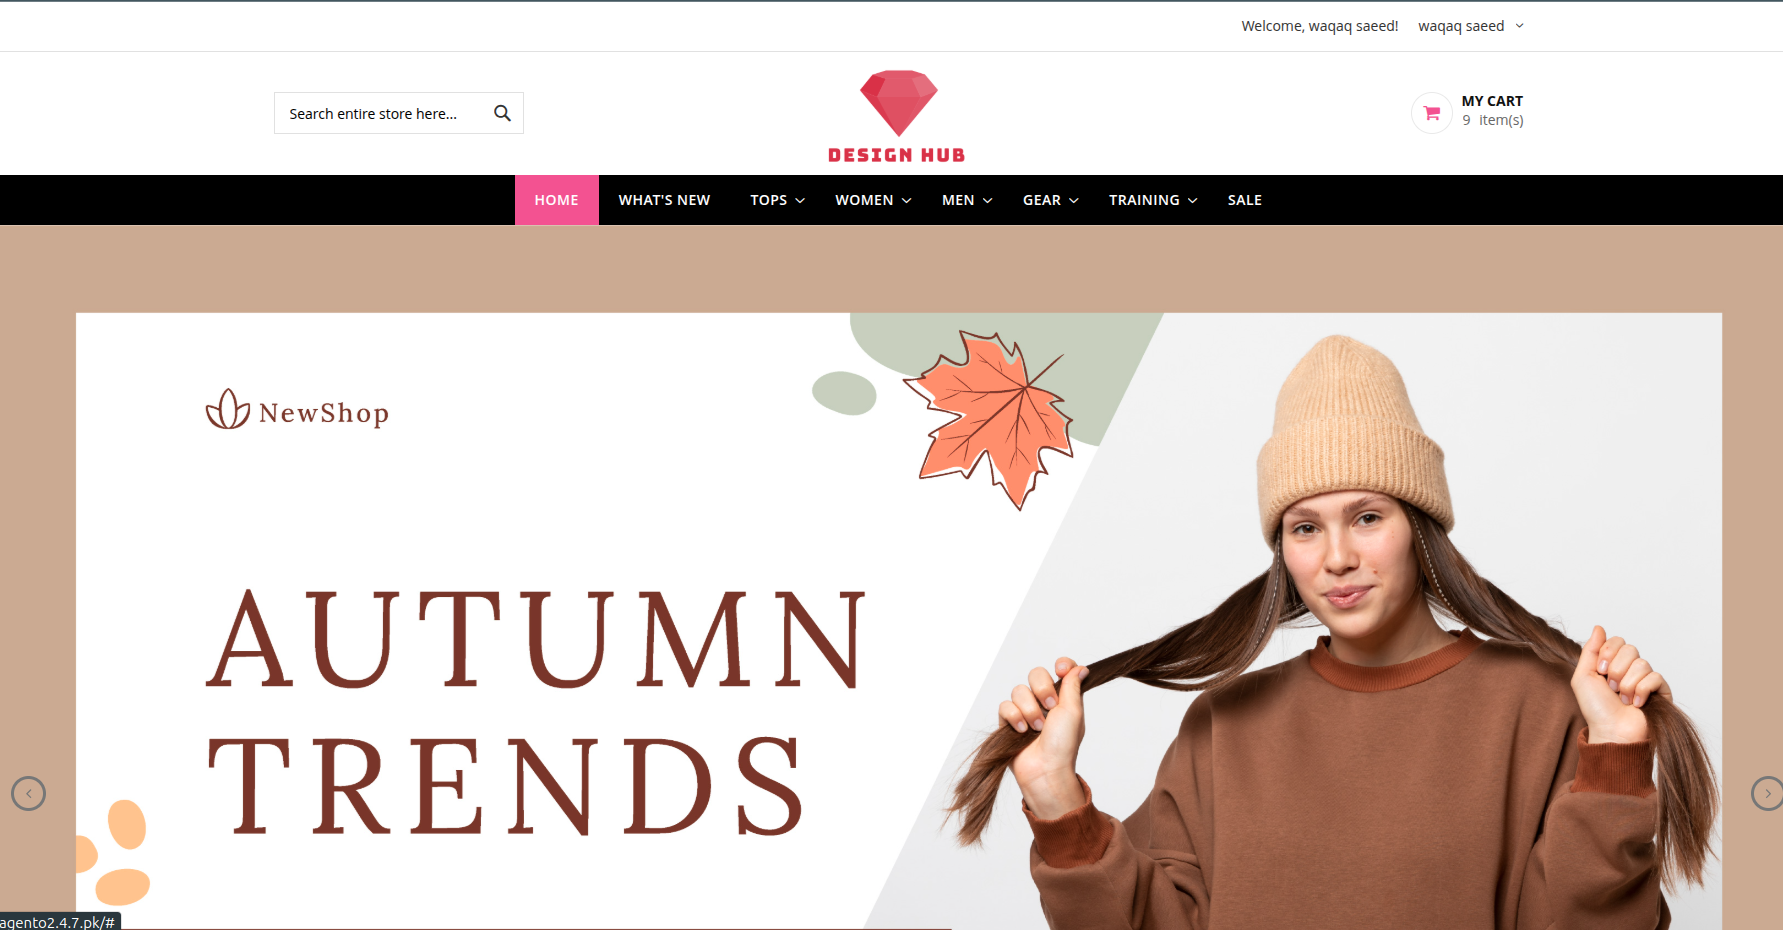 Welcome, waqaq saeed! waqaq saeed
Search entire store here...
DESIGN HUB
MY CART
9 item(s)
HOME WHAT'S NEW TOPS WOMEN MEN GEAR TRAINING SALE
NewShop
AUTUMN
TRENDS
agento2.4.7.pk/#